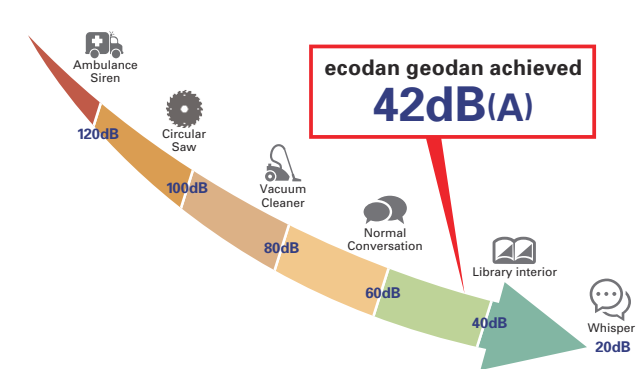 Ambulance
Siren
120dB
Circular
Saw
100dB
Vacuum
Cleaner
80dB
Normal
Conversation
60dB
ecodan geodan achieved
42dB(A)
Library interior
40dB
Whisper
20dB